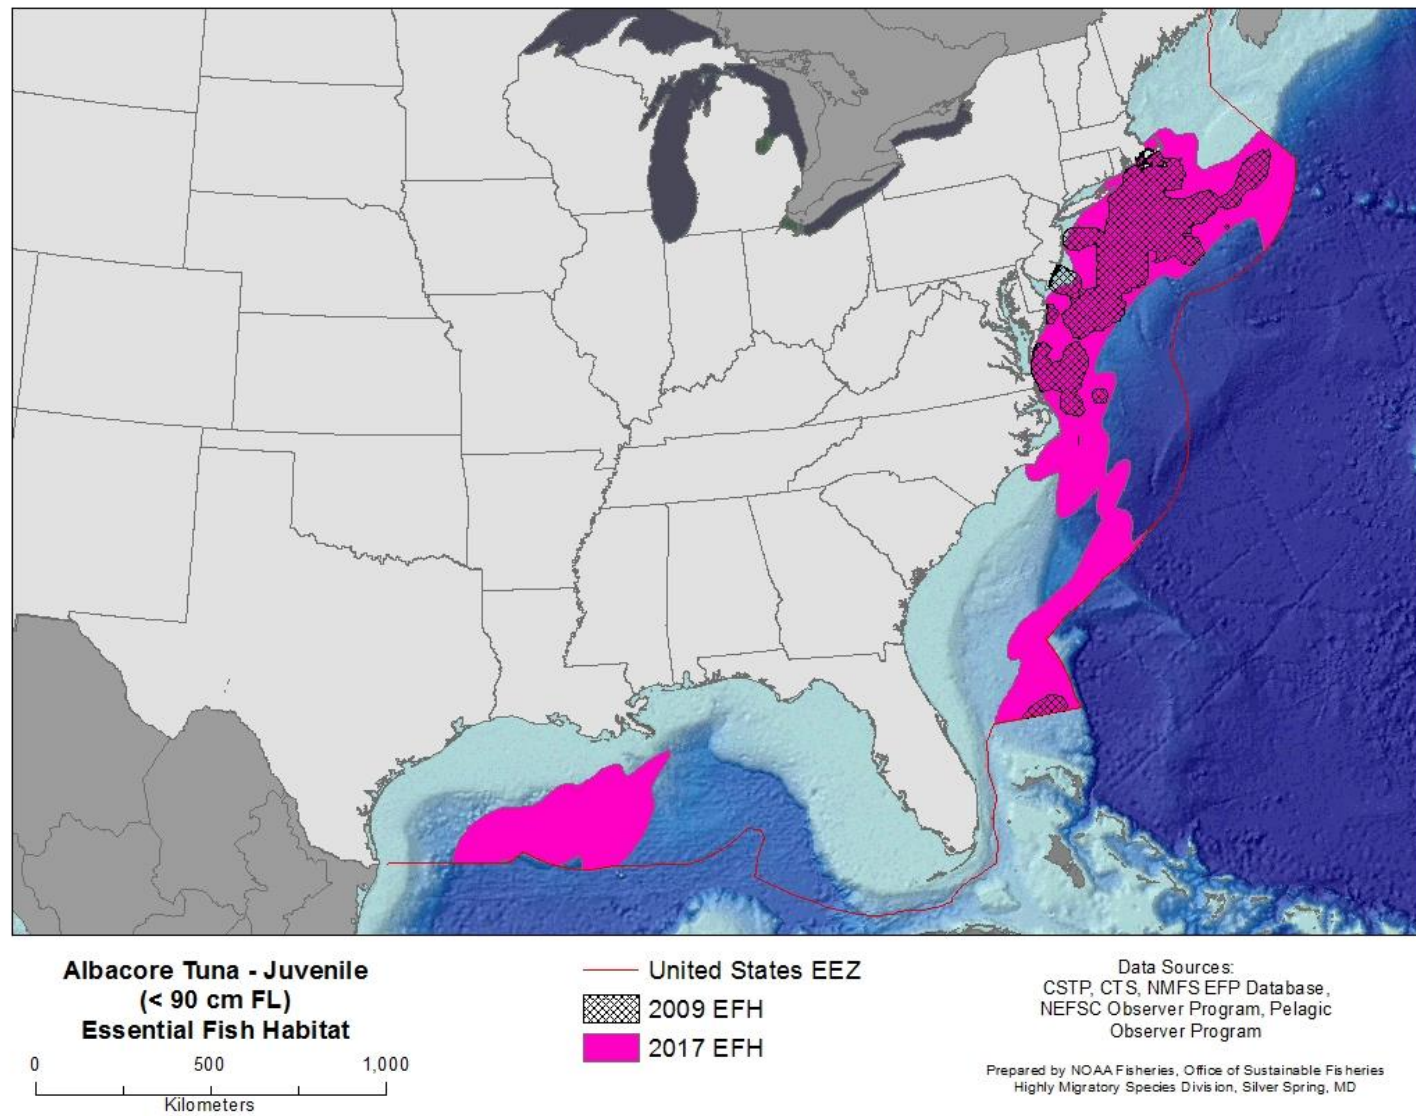 Albacore Tuna - Juvenile
(< 90 cm FL)
Essential Fish Habitat
0 500 1,000
Kilometers
United States EEZ
2009 EFH
2017 EFH
Data Sources:
CSTP, CTS, NMFS EFP Database,
NEFSC Observer Program, Pelagic
Observer Program
Prepared by NOAA Fisheries, Office of Sustainable Fisheries
Highly Migratory Species Division, Silver Spring, MD